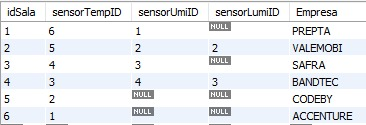 idSala sensorTempID sensorUmiID sensorLumiID Empresa
1 6 1 NULL PREPTA
2 5 2 2 VALEMOBI
3 4 3 NULL SAFRA
4 3 4 3 BANDTEC
5 2 NULL NULL CODEBY
6 1 NULL NULL ACCENTURE